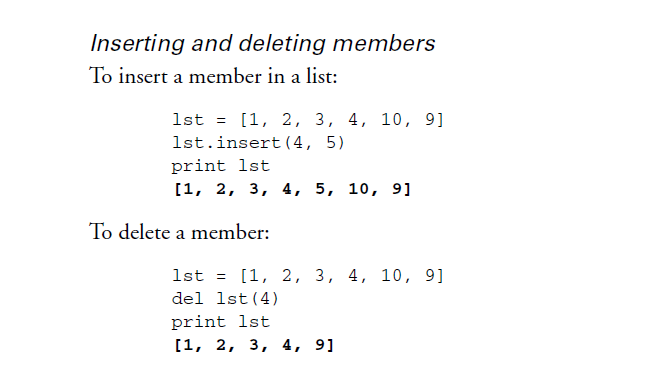 Inserting and deleting members
To insert a member in a list:
lst = [1, 2, 3, 4, 10, 9]
lst.insert(4, 5)
print lst
[1, 2, 3, 4, 5, 10, 9]
To delete a member:
lst = [1, 2, 3, 4, 10, 9]
del lst(4)
print lst
[1, 2, 3, 4, 9]